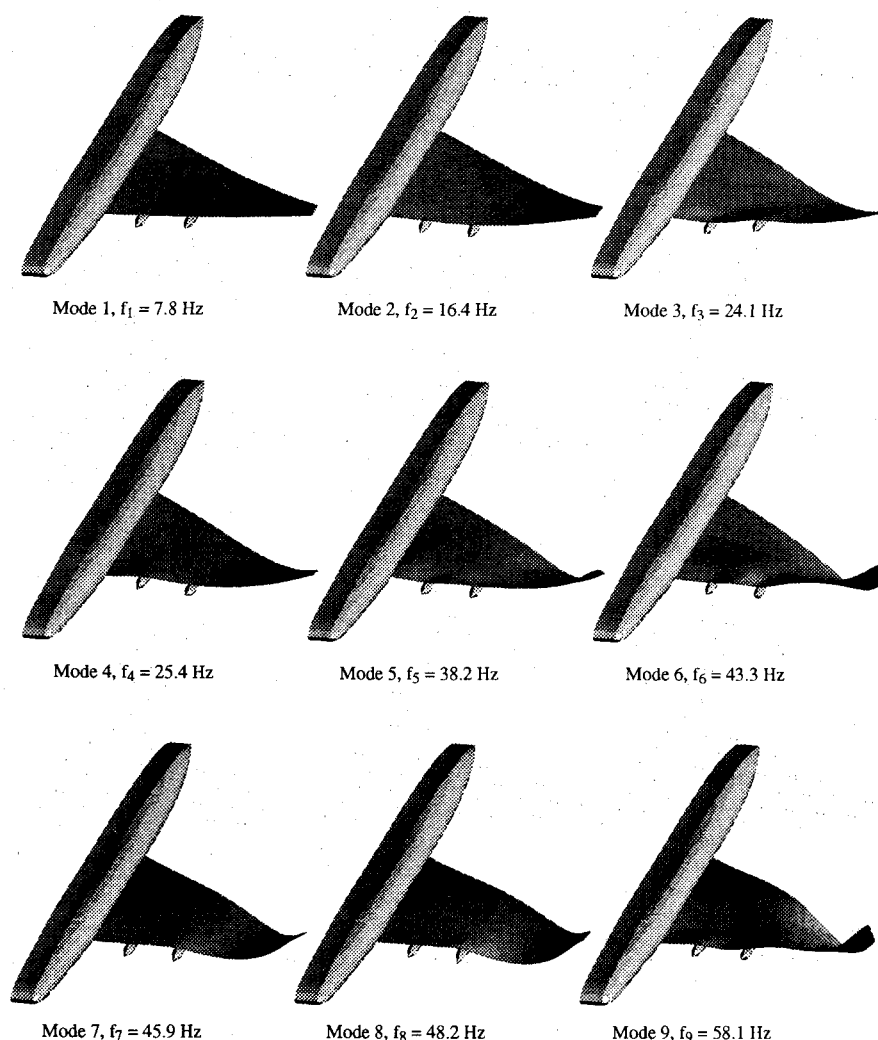 Mode 1, f₁ = 7.8 Hz
Mode 2, f₂ = 16.4 Hz
Mode 3, f₃ = 24.1 Hz
Mode 4, f₄ = 25.4 Hz
Mode 5, f₅ = 38.2 Hz
Mode 6, f₆ = 43.3 Hz
Mode 7, f₇ = 45.9 Hz
Mode 8, f₈ = 48.2 Hz
Mode 9, f₉ = 58.1 Hz